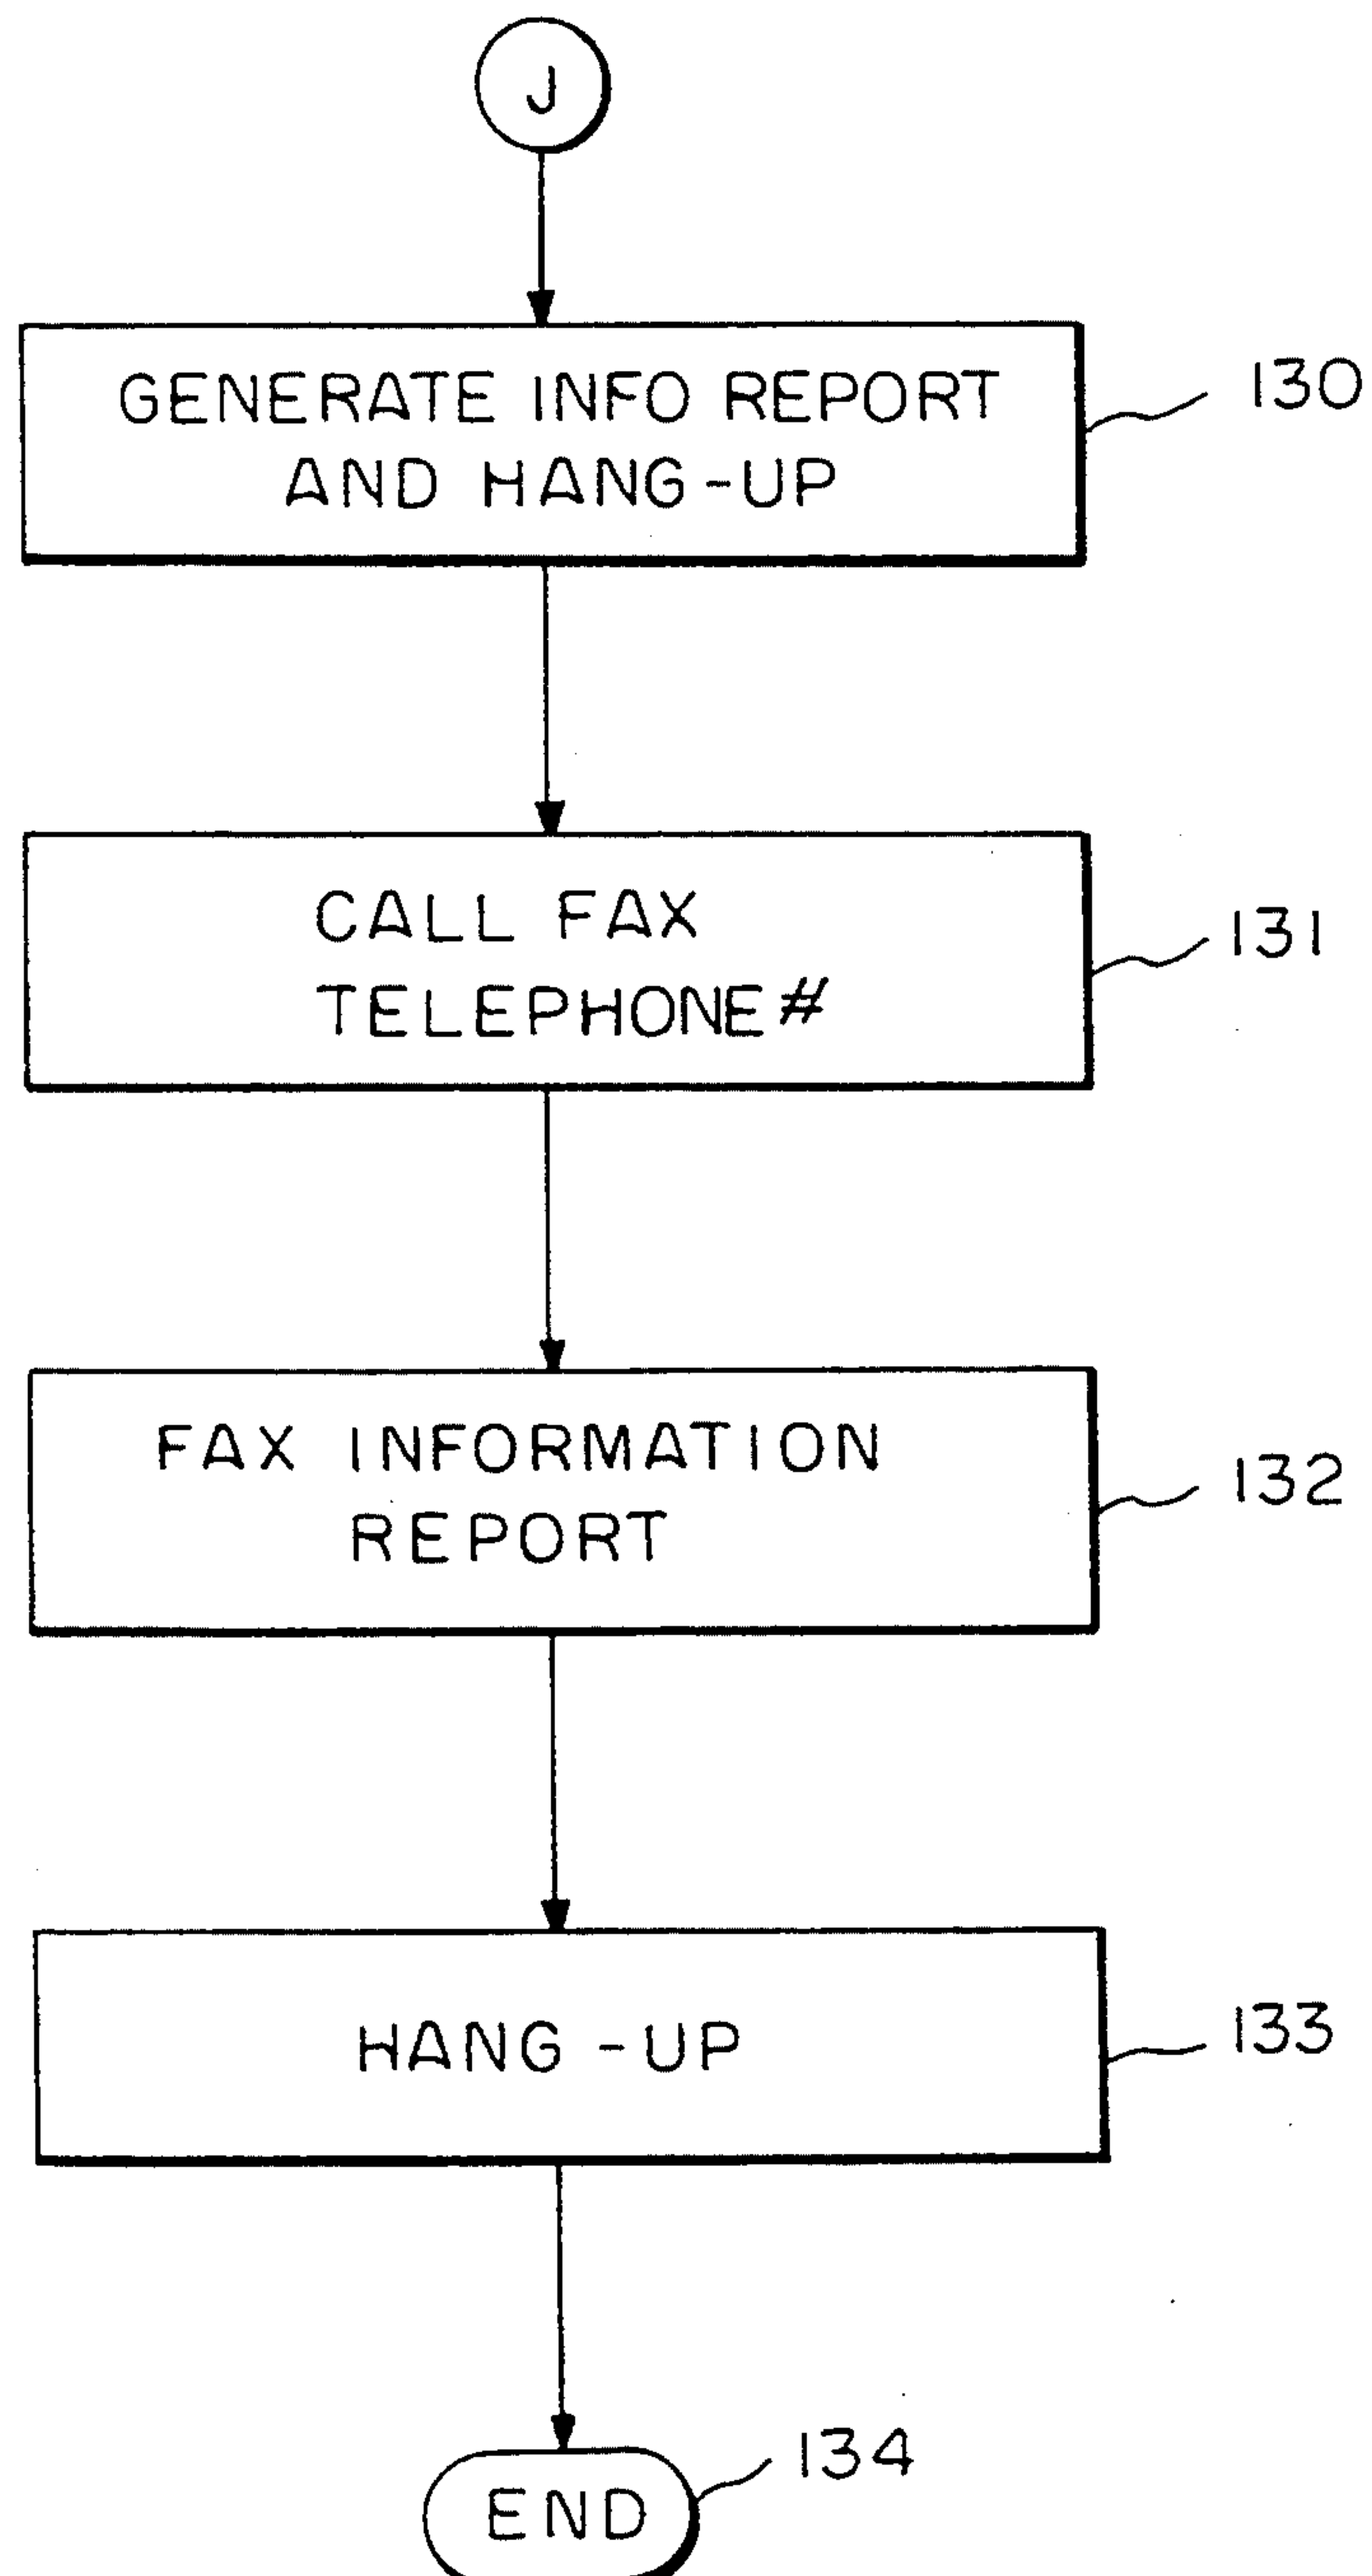 J
GENERATE INFO REPORT
AND HANG-UP
130
CALL FAX
TELEPHONE#
131
FAX INFORMATION
REPORT
132
HANG-UP
133
END
134